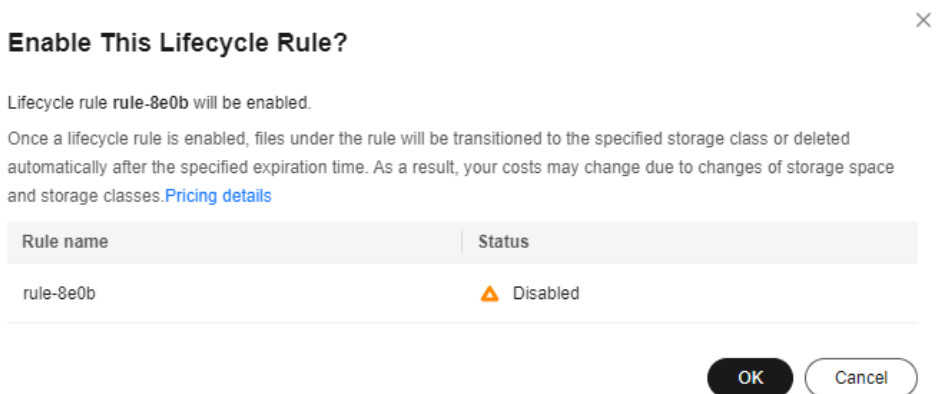 Enable This Lifecycle Rule?
Lifecycle rule rule-8e0b will be enabled.
Once a lifecycle rule is enabled, files under the rule will be transitioned to the specified storage class or deleted
automatically after the specified expiration time. As a result, your costs may change due to changes of storage space
and storage classes.Pricing details
Rule name Status
rule-8e0b Disabled
OK Cancel